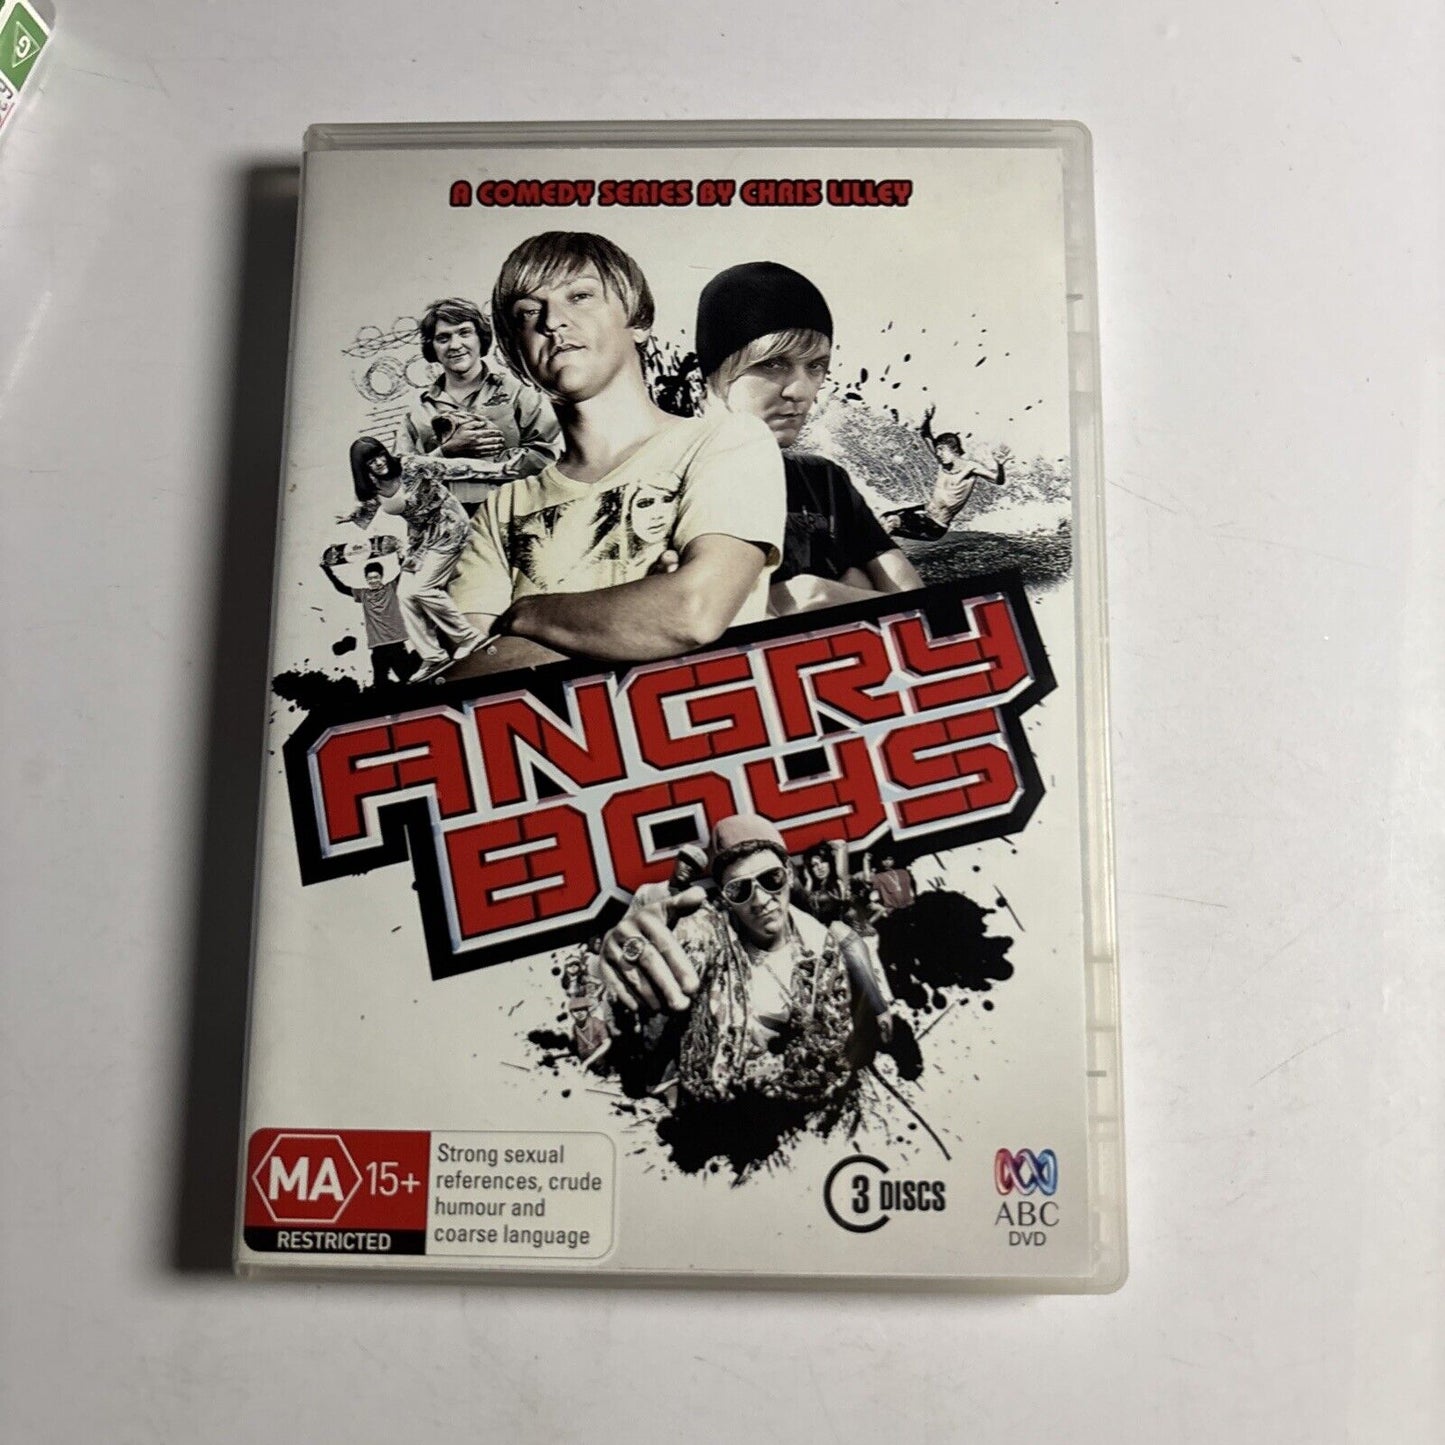 G
A COMEDY SERIES BY CHRIS LILLEY
ANGRY
BOYS
MA 15+
RESTRICTED
Strong sexual
references, crude
humour and
coarse language
3 DISCS
ABC
DVD